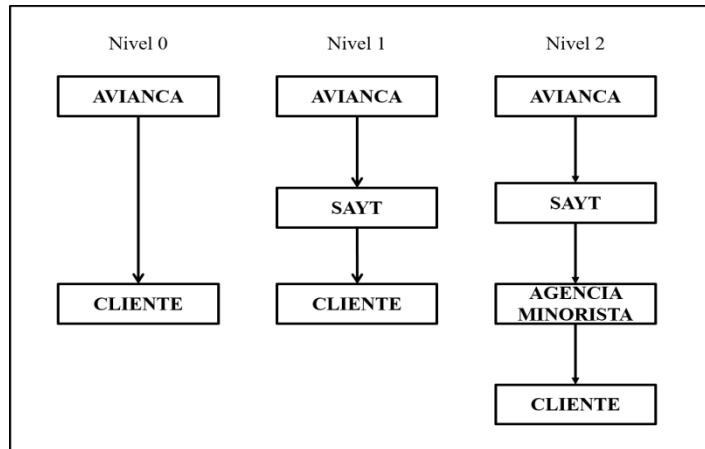 Nivel 0
AVIANCA
CLIENTE
Nivel 1
AVIANCA
SAYT
CLIENTE
Nivel 2
AVIANCA
SAYT
AGENCIA
MINORISTA
CLIENTE